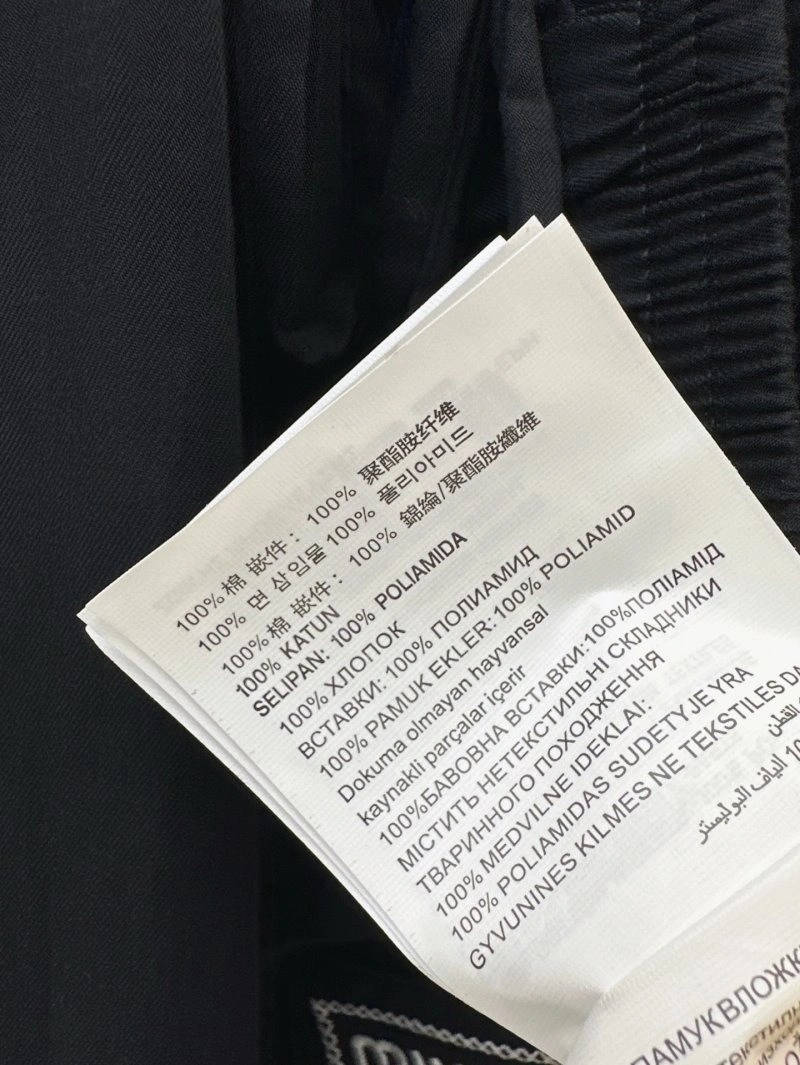 100%棉 嵌件：100% 聚酯胺纤维
100% 면 삽입물 100% 폴리아미드
100%棉 嵌件：100% 錦綸/聚酯胺纖維
100% KATUN
SELIPAN: 100% POLIAMIDA
100% ХЛОПОК
ВСТАВКИ: 100% ПОЛИАМИД
100% PAMUK EKLER: 100% POLIAMID
Dokuma olmayan hayvansal
kaynakli parçalar içerir
100%БАВОВНА ВСТАВКИ:100%ПОЛІАМІД
МІСТИТЬ НЕТЕКСТИЛЬНІ СКЛАДНИКИ
ТВАРИННОГО ПОХОДЖЕННЯ
100% MEDVILNE IDEKLAI:
100% POLIAMIDAS SUDETYJE YRA
GYVUNINES KILMES NE TEKSTILES
القطن
ألياف البوليمتر